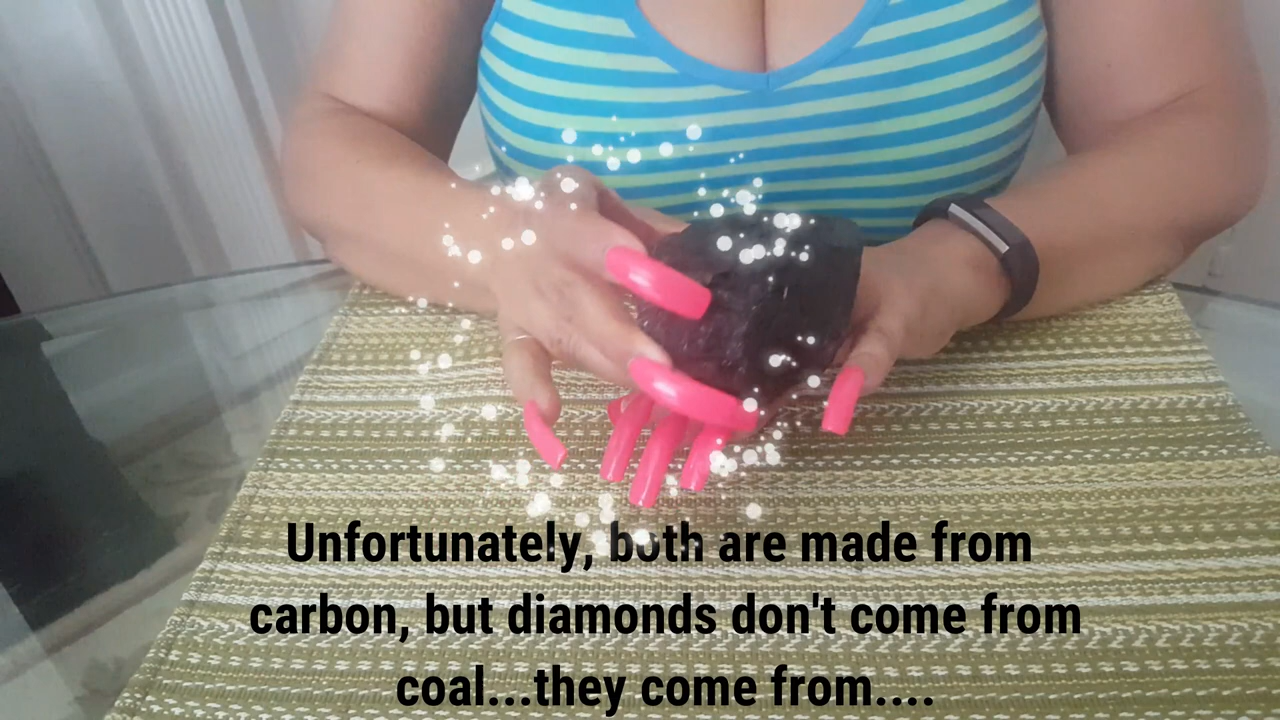 Unfortunately, both are made from
carbon, but diamonds don't come from
coal...they come from....